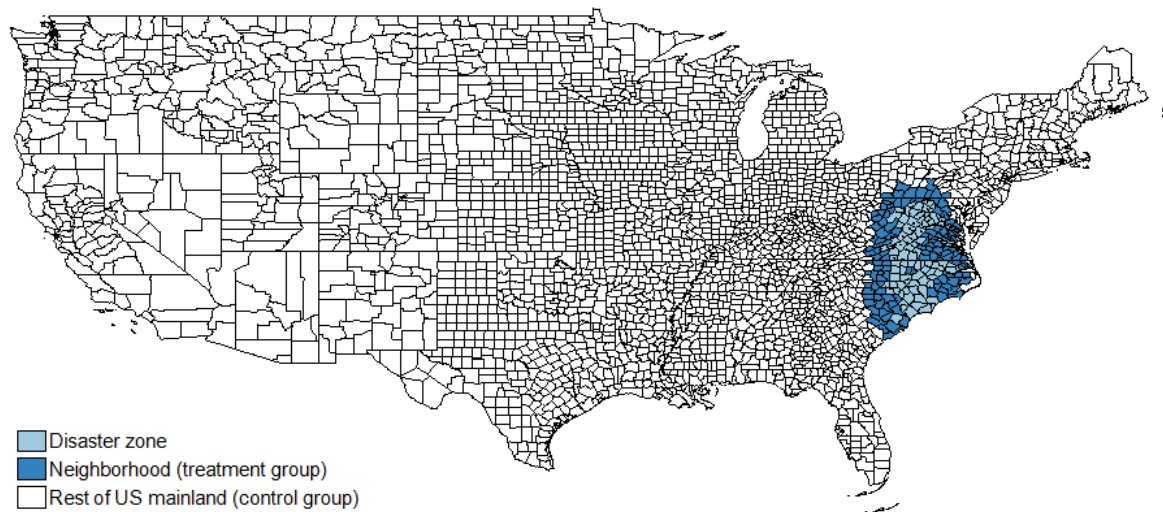 Disaster zone
Neighborhood (treatment group)
Rest of US mainland (control group)